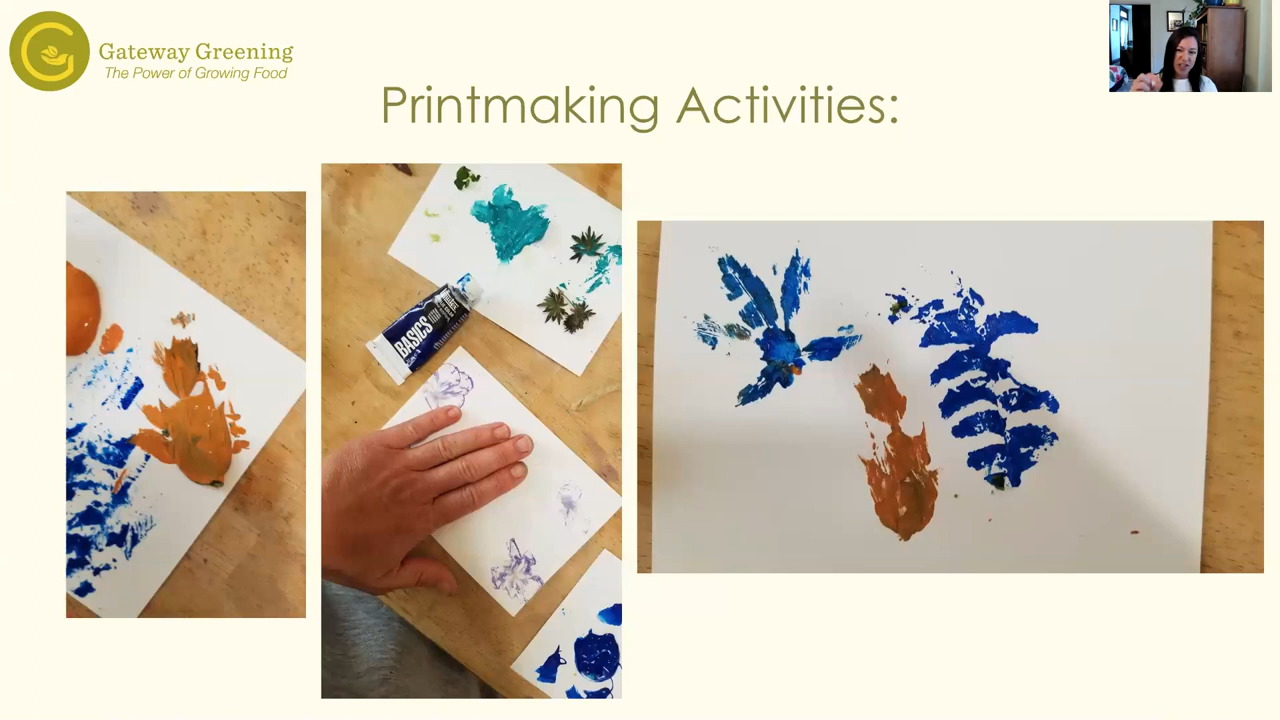 Gateway Greening
The Power of Growing Food
Printmaking Activities:
BASICS